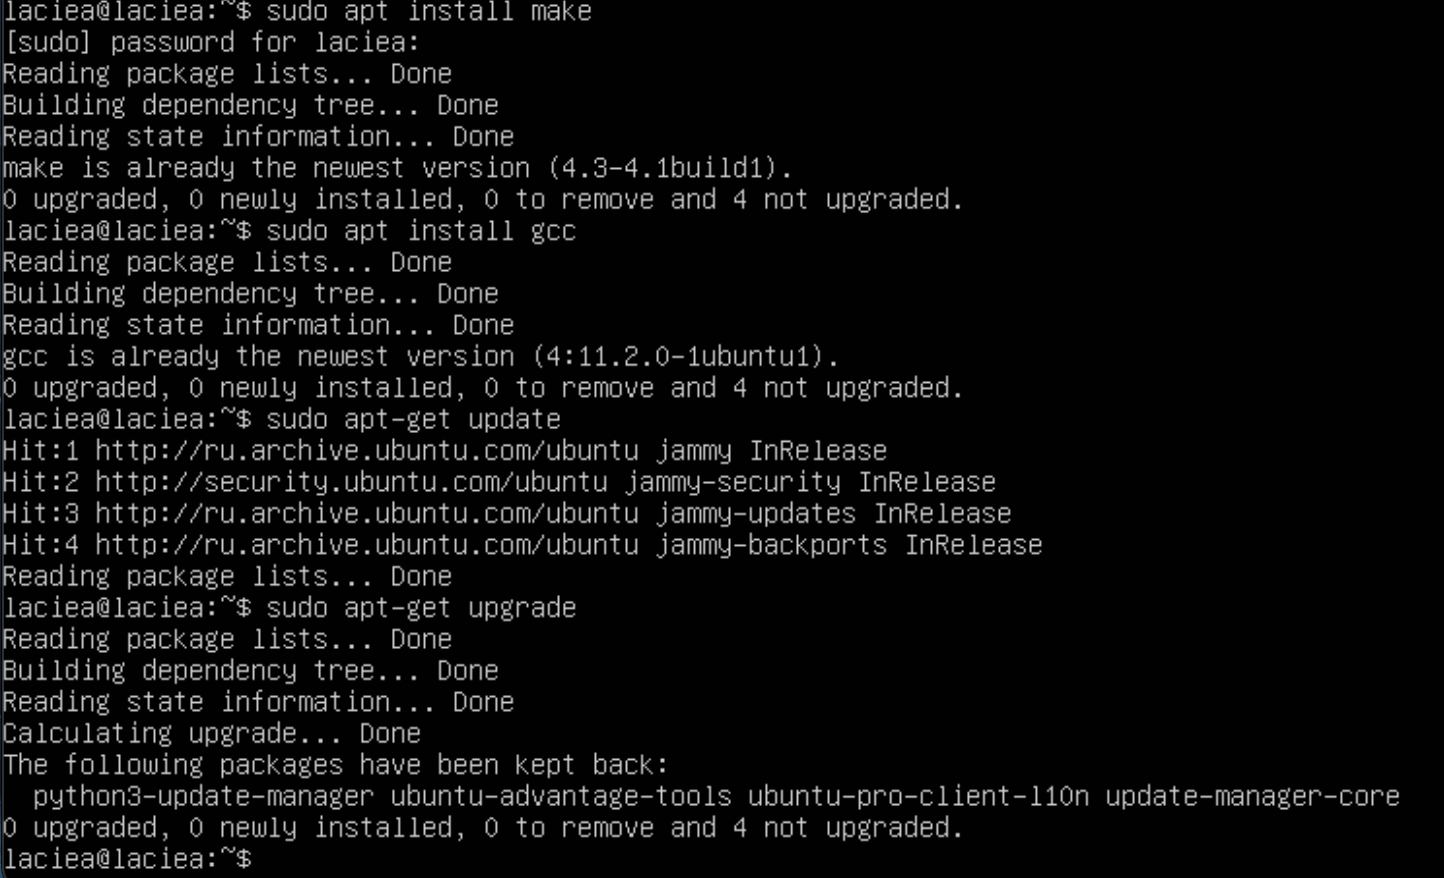 laciea@laciea:~$ sudo apt install make
[sudo] password for laciea:
Reading package lists... Done
Building dependency tree... Done
Reading state information... Done
make is already the newest version (4.3-4.1build1).
0 upgraded, 0 newly installed, 0 to remove and 4 not upgraded.
laciea@laciea:~$ sudo apt install gcc
Reading package lists... Done
Building dependency tree... Done
Reading state information... Done
gcc is already the newest version (4:11.2.0-1ubuntu1).
0 upgraded, 0 newly installed, 0 to remove and 4 not upgraded.
laciea@laciea:~$ sudo apt-get update
Hit:1 http://ru.archive.ubuntu.com/ubuntu jammy InRelease
Hit:2 http://security.ubuntu.com/ubuntu jammy-security InRelease
Hit:3 http://ru.archive.ubuntu.com/ubuntu jammy-updates InRelease
Hit:4 http://ru.archive.ubuntu.com/ubuntu jammy-backports InRelease
Reading package lists... Done
laciea@laciea:~$ sudo apt-get upgrade
Reading package lists... Done
Building dependency tree... Done
Reading state information... Done
Calculating upgrade... Done
The following packages have been kept back:
  python3-update-manager ubuntu-advantage-tools ubuntu-pro-client-l10n update-manager-core
0 upgraded, 0 newly installed, 0 to remove and 4 not upgraded.
laciea@laciea:~$